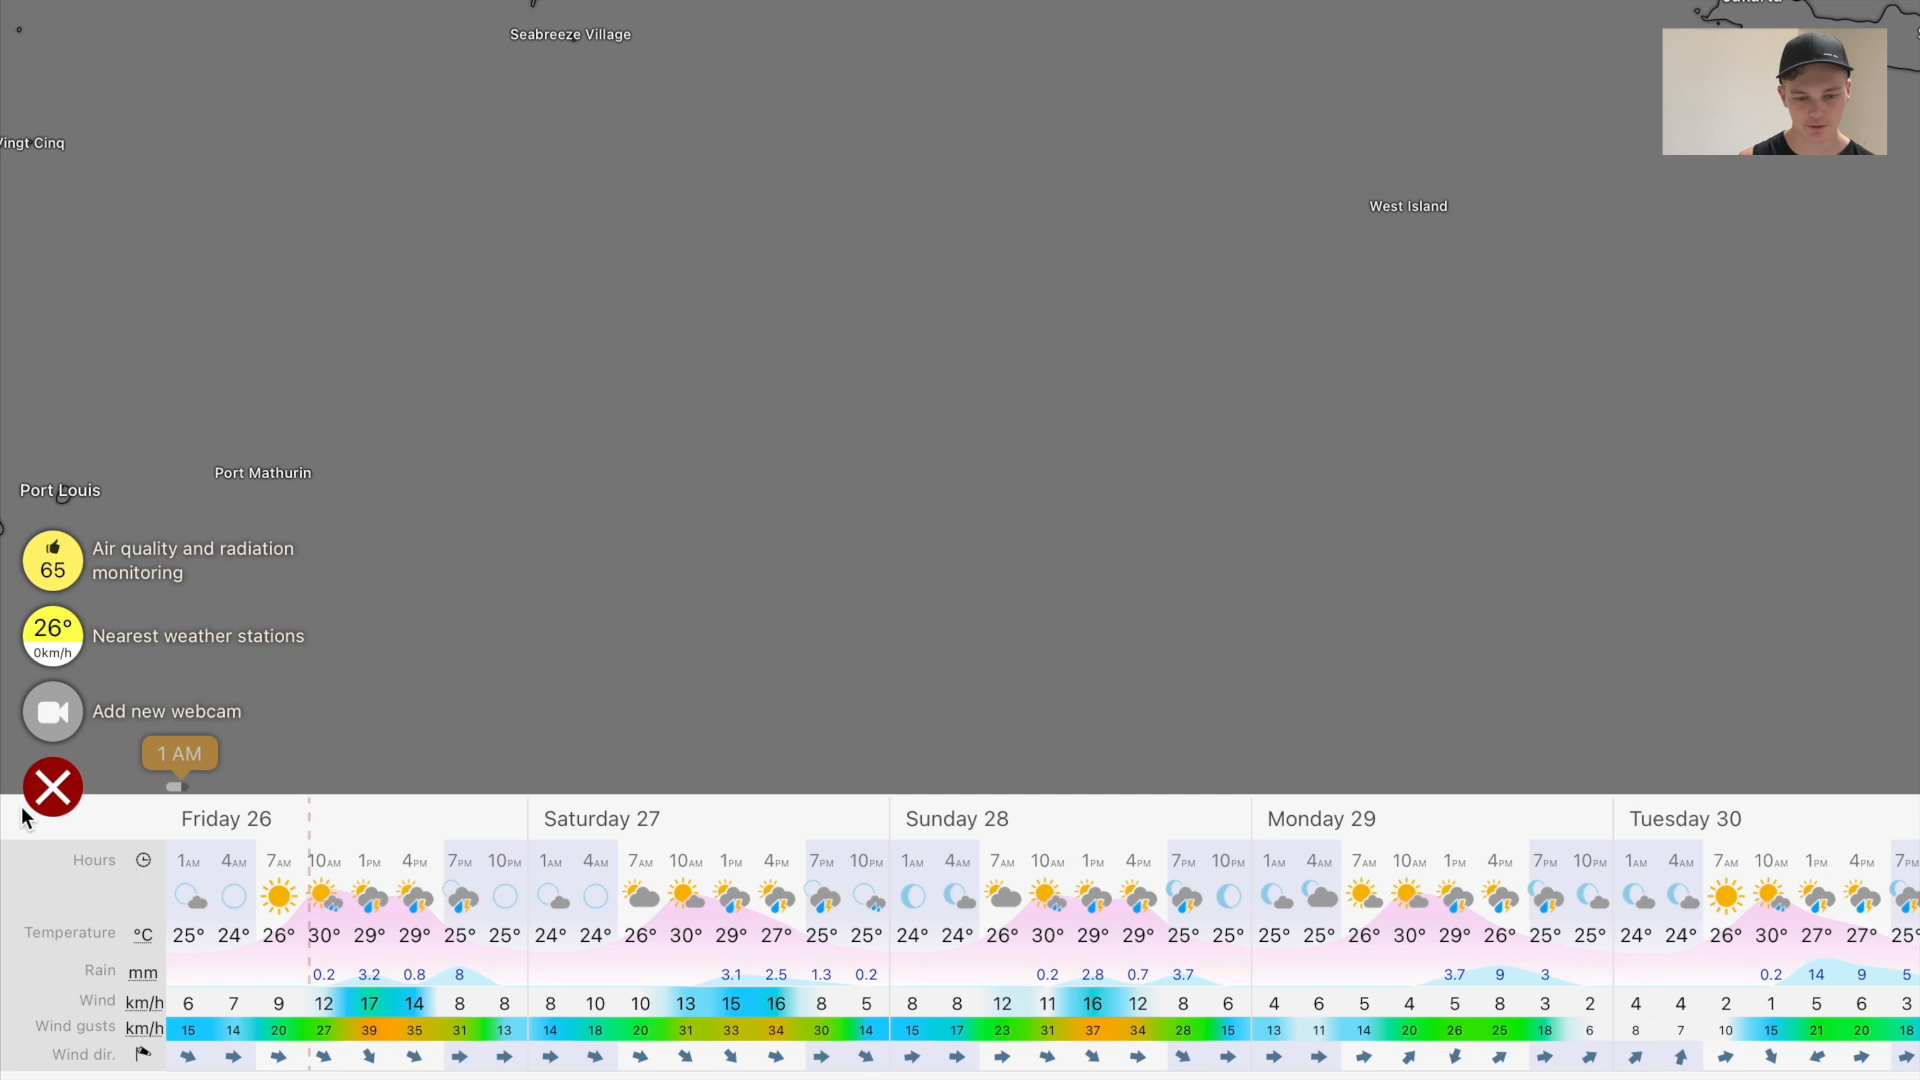 Jakarta
Seabreeze Village
Vingt Cinq
West Island
Port Mathurin
Port Louis
65
Air quality and radiation
monitoring
26°
0km/h
Nearest weather stations
Add new webcam
1 AM
Friday 26 Saturday 27 Sunday 28 Monday 29 Tuesday 30
Hours 1AM 4AM 7AM 10AM 1PM 4PM 7PM 10PM 1AM 4AM 7AM 10AM 1PM 4PM 7PM 10PM 1AM 4AM 7AM 10AM 1PM 4PM 7PM 10PM 1AM 4AM 7AM 10AM 1PM 4PM 7PM 10PM 1AM 4AM 7AM 10AM 1PM 4PM 7PM
Temperature °C 25° 24° 26° 30° 29° 29° 25° 25° 24° 24° 26° 30° 29° 27° 25° 25° 24° 24° 26° 30° 29° 29° 25° 25° 25° 25° 26° 30° 29° 26° 25° 25° 24° 24° 26° 30° 27° 27° 25°
Rain mm 0.2 3.2 0.8 8 3.1 2.5 1.3 0.2 0.2 2.8 0.7 3.7 3.7 9 3 0.2 14 9 5
Wind km/h 6 7 9 12 17 14 8 8 8 10 10 13 15 16 8 5 8 8 12 11 16 12 8 6 4 6 5 4 5 8 3 2 4 4 2 1 5 6 3
Wind gusts km/h 15 14 20 27 39 35 31 13 14 18 20 31 33 34 30 14 15 17 23 31 37 34 28 15 13 11 14 20 26 25 18 6 8 7 10 15 21 20 18
Wind dir.